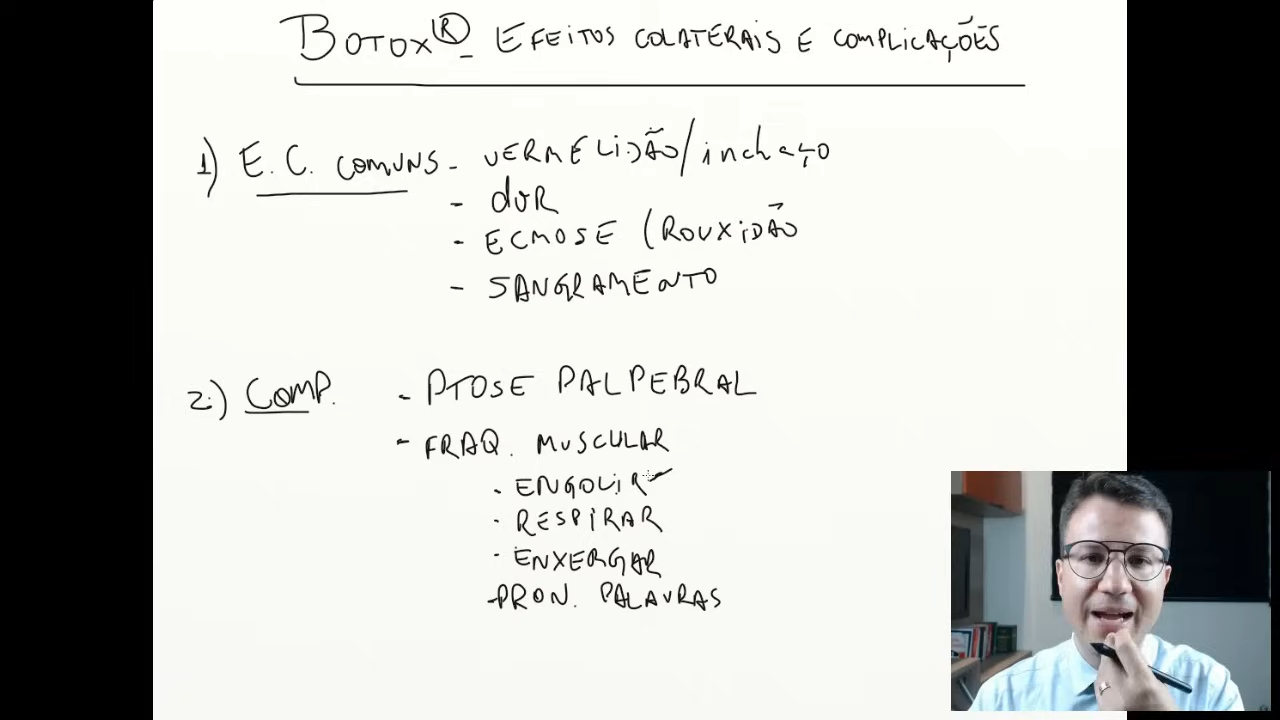 BOTOX® - EFEITOS COLATERAIS E COMPLICAÇÕES
1) E.C. COMUNS - VERMELIDÃO/inchaço
- dOR
- ECMOSE (ROUXIDÃO
- SANGRAMENTO
2) COMP. - PTOSE PALPEBRAL
- FRAQ. MUSCULAR
- ENGOLIR
- RESPIRAR
- ENXERGAR
- PRON. PALAVRAS